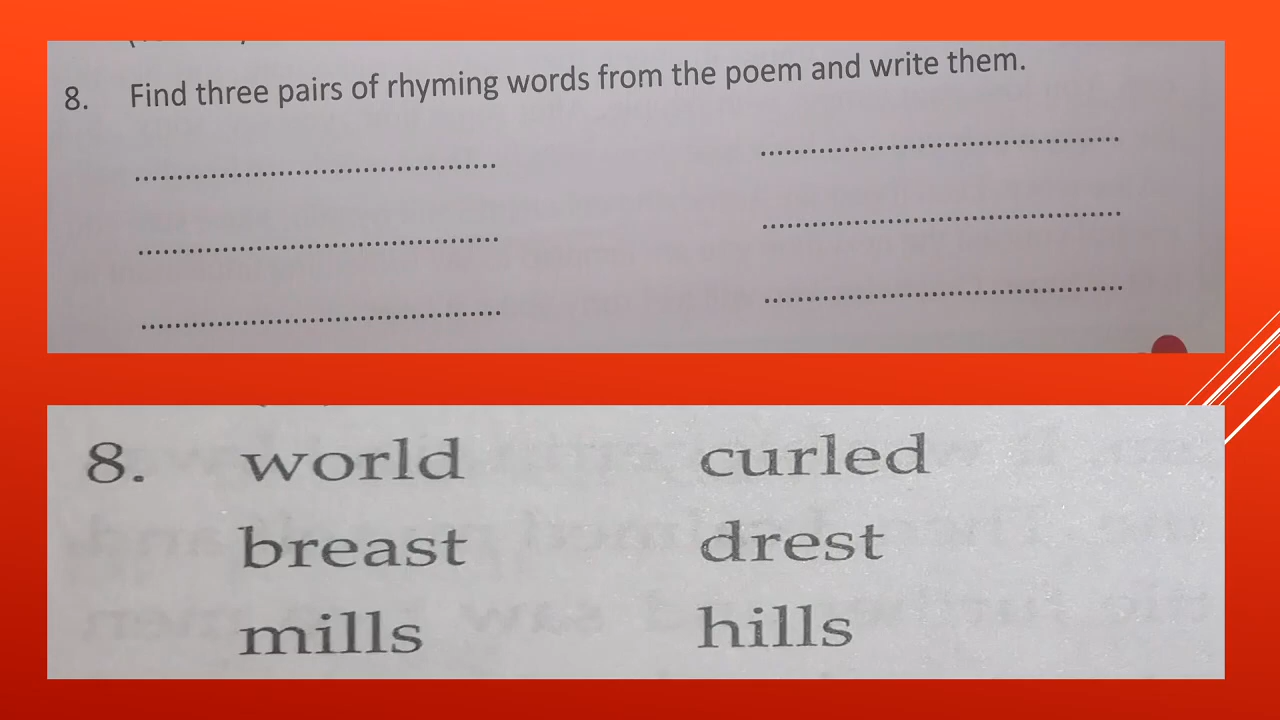 8. Find three pairs of rhyming words from the poem and write them.
........................................... ...........................................
........................................... ...........................................
........................................... ...........................................
8. world curled
breast drest
mills hills